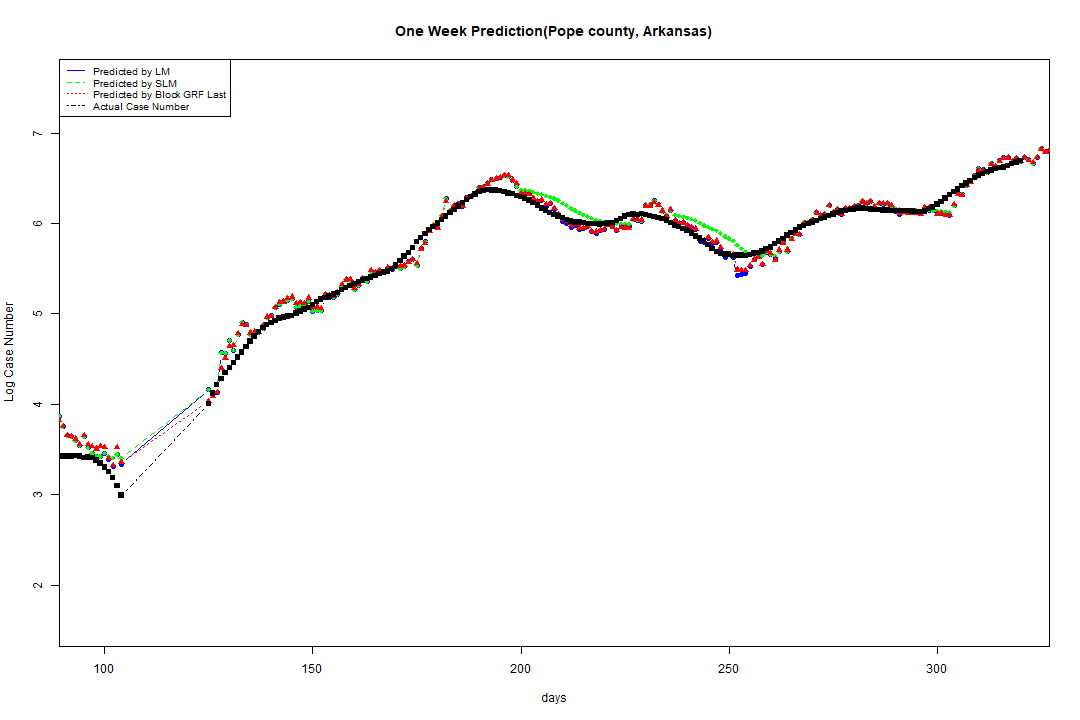 One Week Prediction(Pope county, Arkansas)
Predicted by LM
Predicted by SLM
Predicted by Block GRF Last
Actual Case Number
7
6
5
4
3
2
Log Case Number
100 150 200 250 300
days